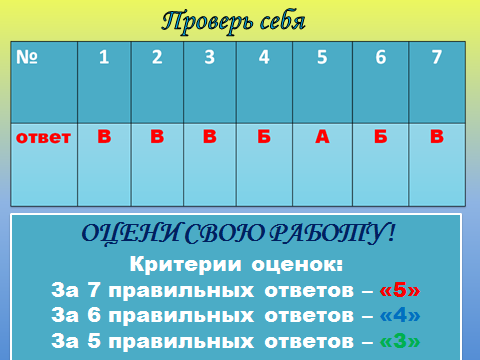 Проверь себя
№ 1 2 3 4 5 6 7
ответ В В В Б А Б В
ОЦЕНИ СВОЮ РАБОТУ!
Критерии оценок:
За 7 правильных ответов – «5»
За 6 правильных ответов – «4»
За 5 правильных ответов – «3»